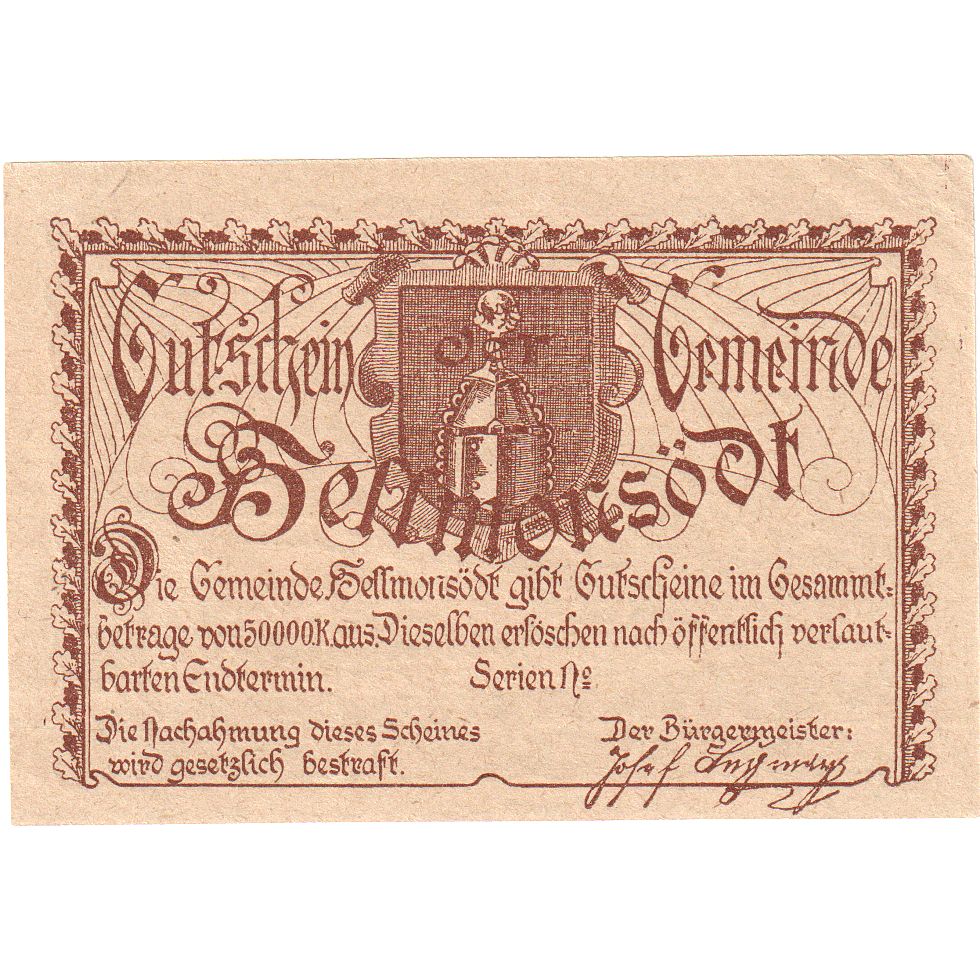 Gutschein der Gemeinde
Hellmonsödt
Die Gemeinde Hellmonsödt gibt Gutscheine im Gesammt-
betrage von 50000 K aus. Dieselben erlöschen nach öffentlich verlaut-
barten Endtermin. Serien No
Die Nachahmung dieses Scheines
wird gesetzlich bestraft.
Der Bürgermeister:
Josef